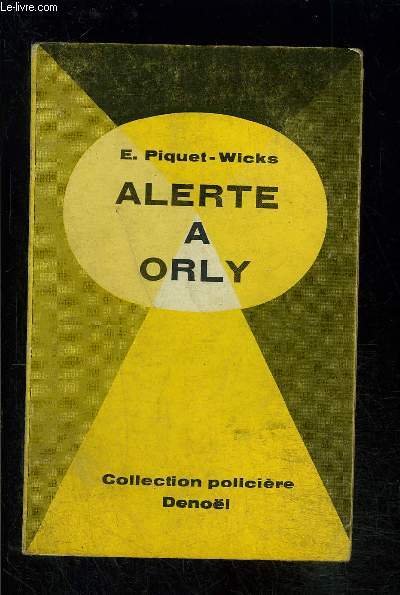 Le-livre.com
E. Piquet-Wicks
ALERTE
A
ORLY
Collection policière
Denoël